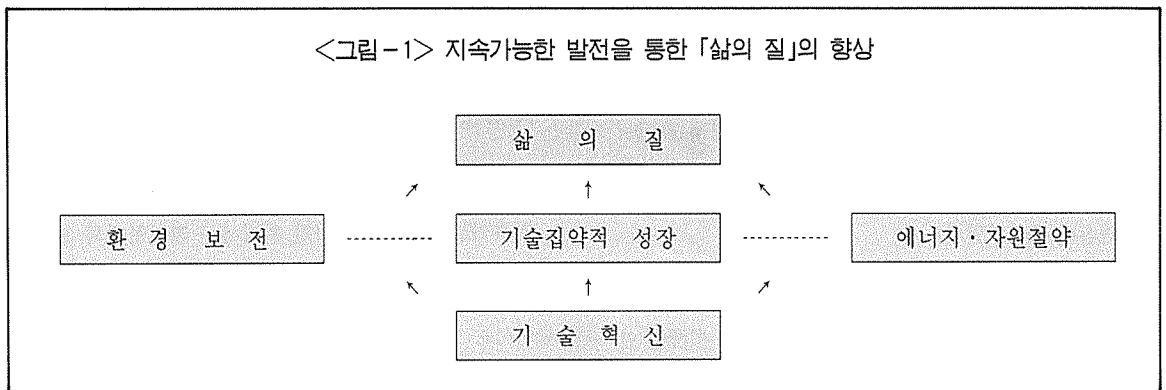 <그림-1> 지속가능한 발전을 통한 「삶의 질」의 향상
삶 의 질
환 경 보 전 기술집약적 성장 에너지·자원절약
기 술 혁 신